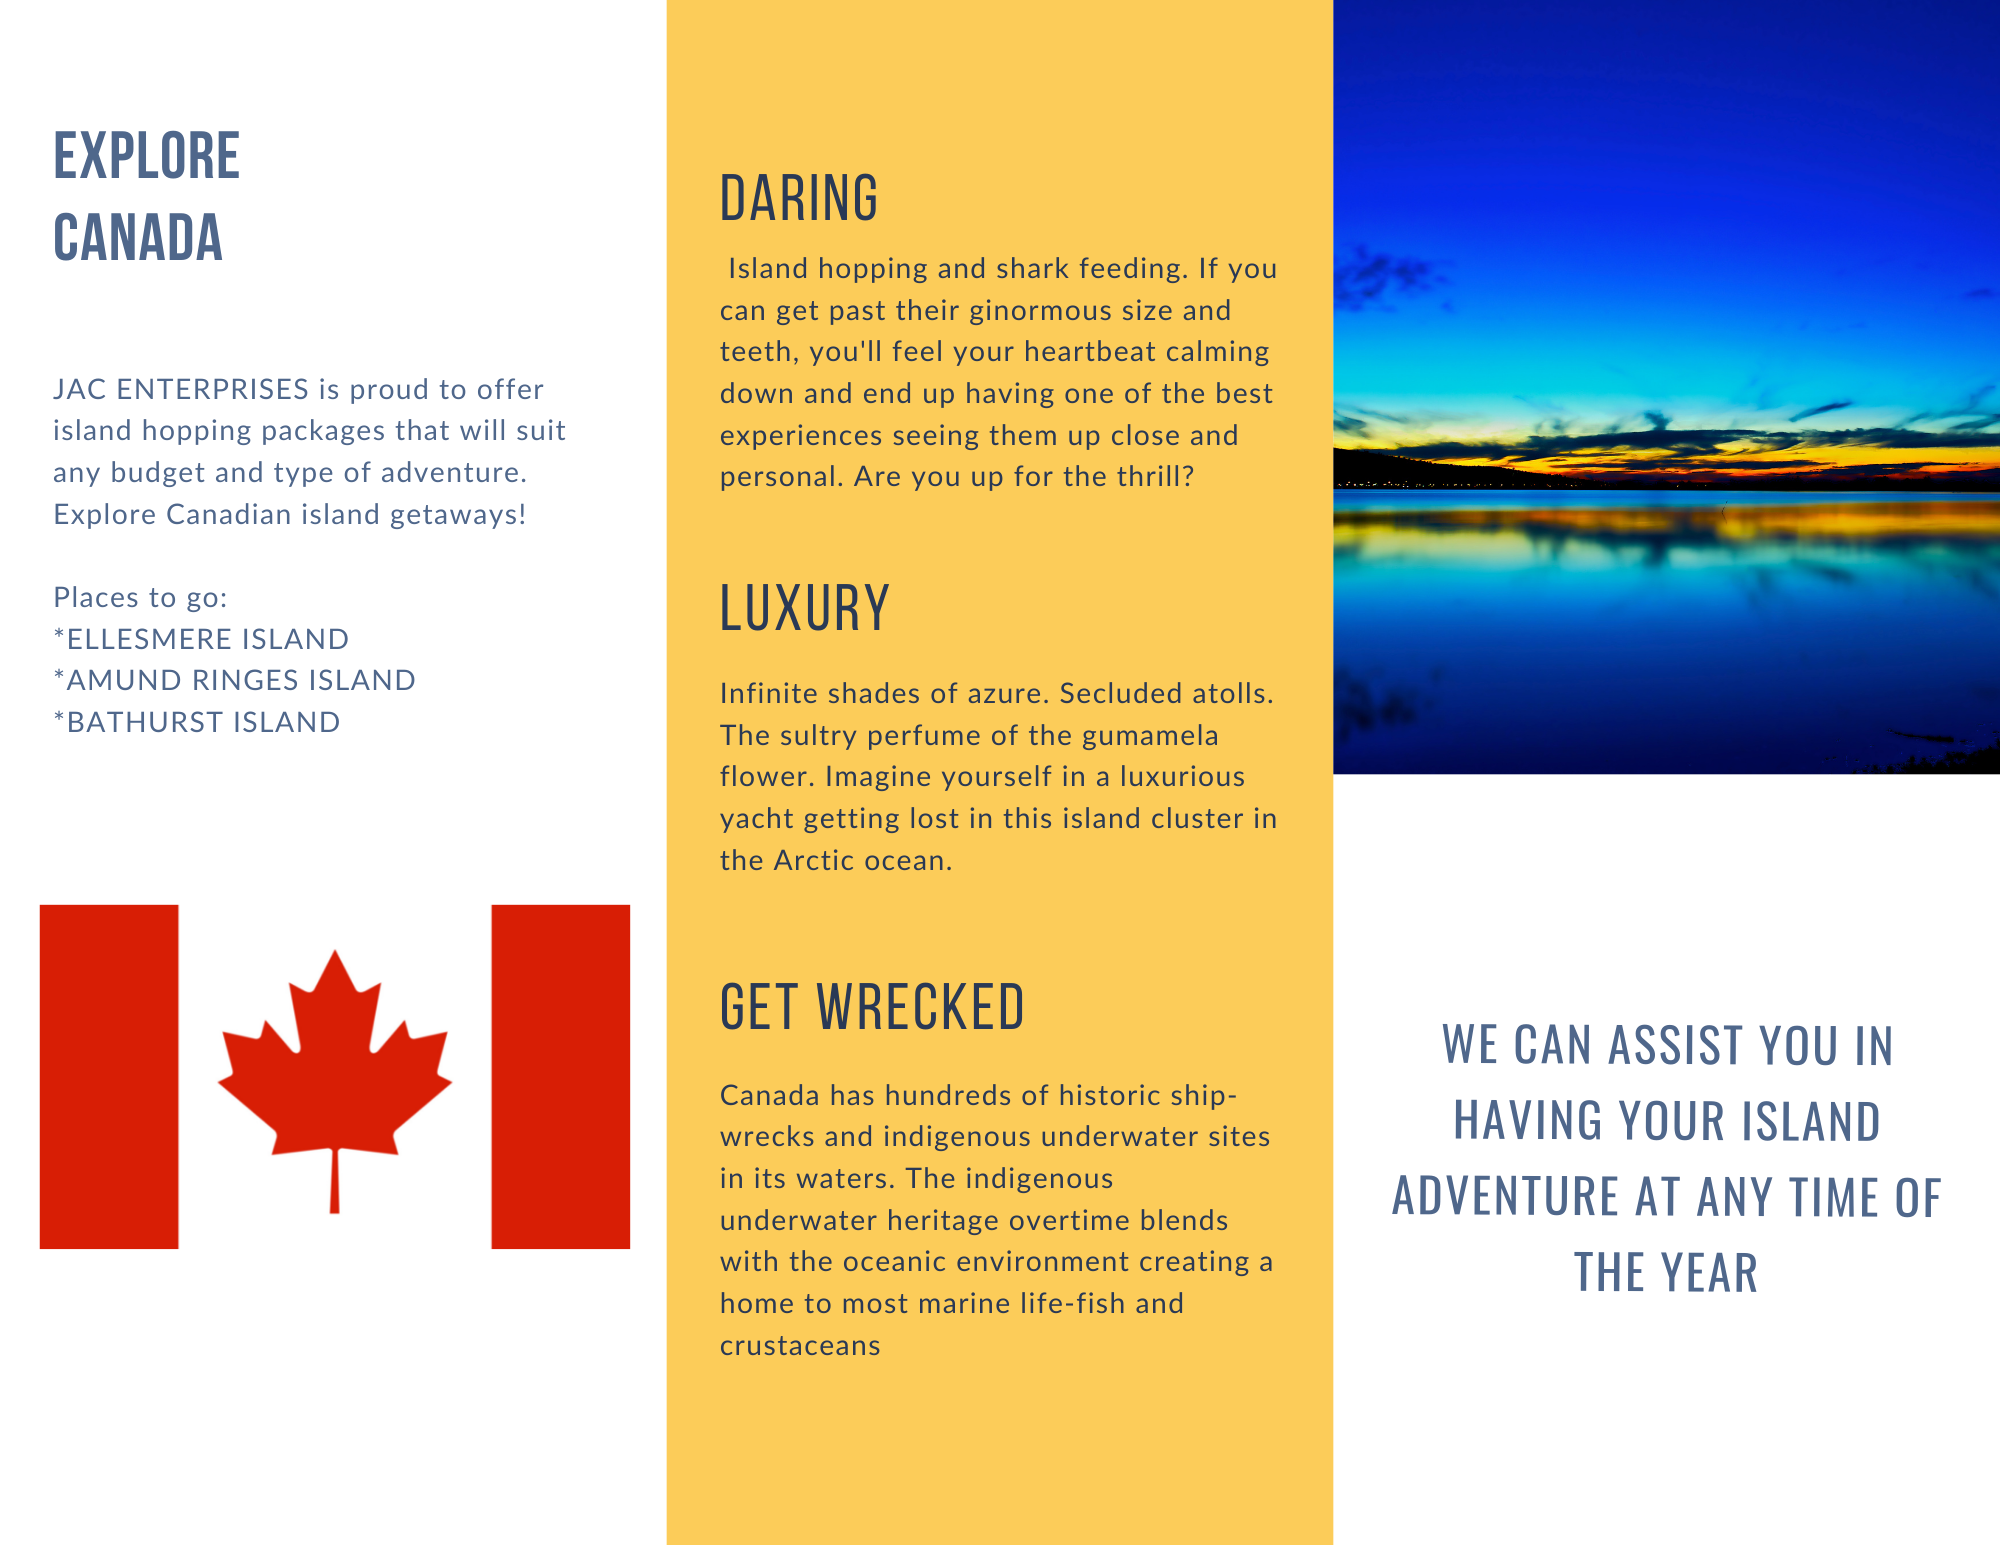 EXPLORE
CANADA
JAC ENTERPRISES is proud to offer
island hopping packages that will suit
any budget and type of adventure.
Explore Canadian island getaways!
Places to go:
*ELLESMERE ISLAND
*AMUND RINGES ISLAND
*BATHURST ISLAND
DARING
Island hopping and shark feeding. If you
can get past their ginormous size and
teeth, you'll feel your heartbeat calming
down and end up having one of the best
experiences seeing them up close and
personal. Are you up for the thrill?
LUXURY
Infinite shades of azure. Secluded atolls.
The sultry perfume of the gumamela
flower. Imagine yourself in a luxurious
yacht getting lost in this island cluster in
the Arctic ocean.
GET WRECKED
Canada has hundreds of historic ship-
wrecks and indigenous underwater sites
in its waters. The indigenous
underwater heritage overtime blends
with the oceanic environment creating a
home to most marine life-fish and
crustaceans
WE CAN ASSIST YOU IN
HAVING YOUR ISLAND
ADVENTURE AT ANY TIME OF
THE YEAR